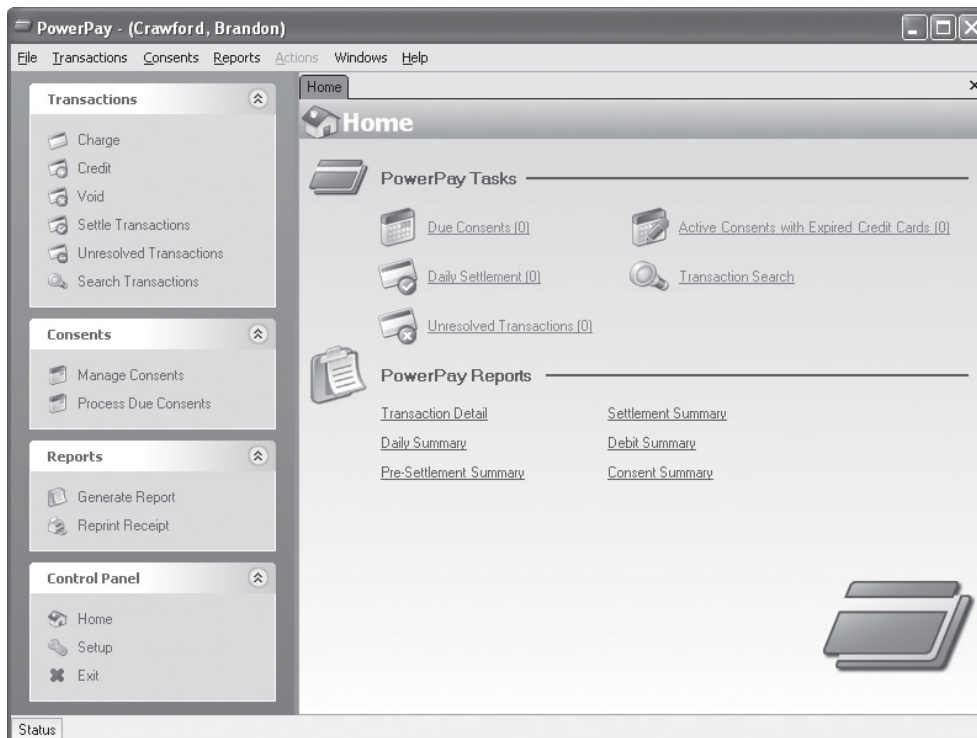 PowerPay - (Crawford, Brandon)
File Transactions Consents Reports Actions Windows Help
Transactions
Charge
Credit
Void
Settle Transactions
Unresolved Transactions
Search Transactions
Consents
Manage Consents
Process Due Consents
Reports
Generate Report
Reprint Receipt
Control Panel
Home
Setup
Exit
Home
Home
PowerPay Tasks
Due Consents (0)
Active Consents with Expired Credit Cards (0)
Daily Settlement (0)
Transaction Search
Unresolved Transactions (0)
PowerPay Reports
Transaction Detail
Settlement Summary
Daily Summary
Debit Summary
Pre-Settlement Summary
Consent Summary
Status